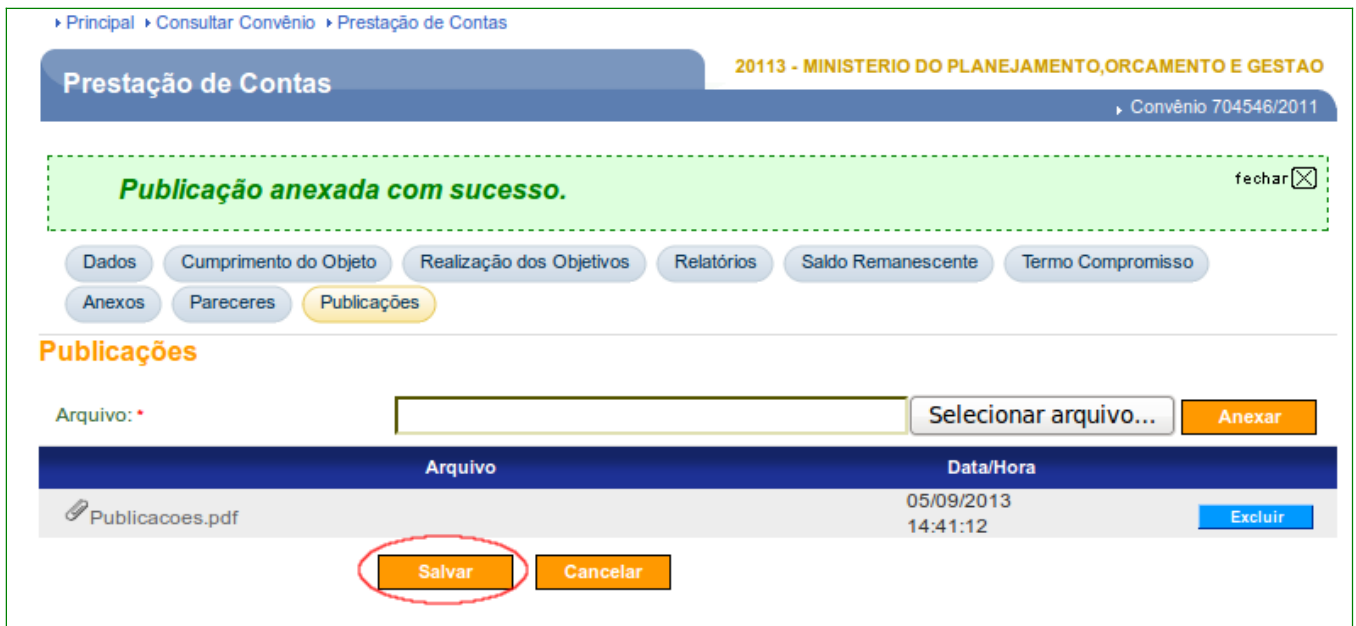 Principal Consultar Convênio Prestação de Contas
20113 - MINISTERIO DO PLANEJAMENTO,ORCAMENTO E GESTAO
Prestação de Contas
Convênio 704546/2011
Publicação anexada com sucesso.
fechar
Dados Cumprimento do Objeto Realização dos Objetivos Relatórios Saldo Remanescente Termo Compromisso
Anexos Pareceres Publicações
Publicações
Arquivo: * Selecionar arquivo... Anexar
Arquivo Data/Hora
Publicacoes.pdf 05/09/2013 14:41:12 Excluir
Salvar Cancelar